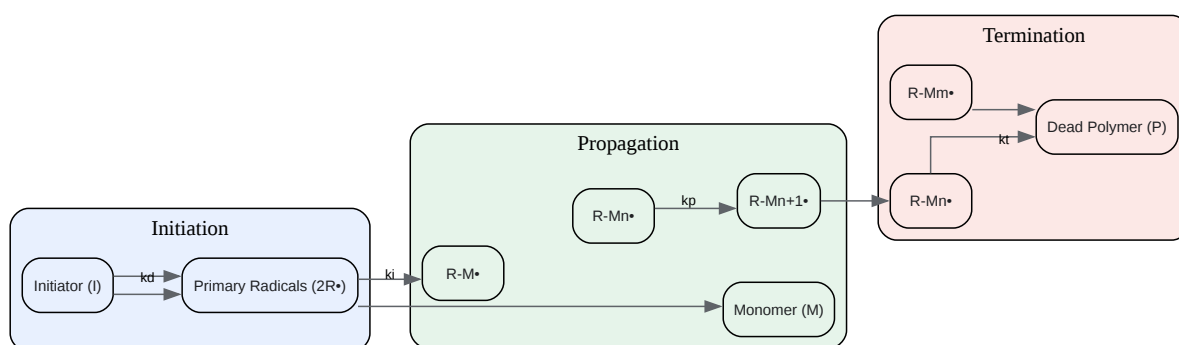 Initiation
Initiator (I)
kd
Primary Radicals (2R•)
ki
Propagation
R-M•
R-Mn•
kp
R-Mn+1•
Monomer (M)
Termination
R-Mm•
R-Mn•
kt
Dead Polymer (P)